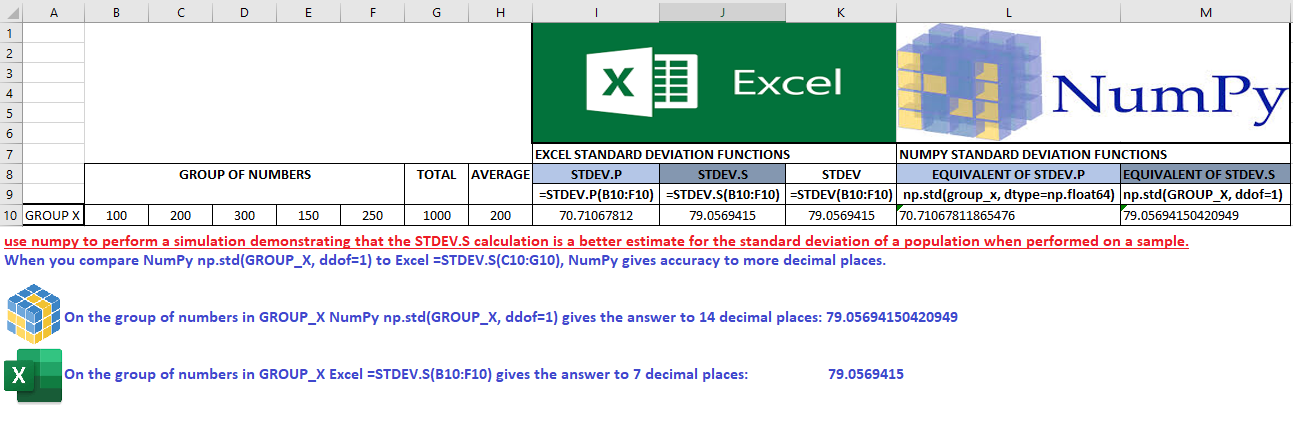 A B C D E F G H I J K L M
1
2
3
4
5
6
X Excel NumPy
7 EXCEL STANDARD DEVIATION FUNCTIONS NUMPY STANDARD DEVIATION FUNCTIONS
8 GROUP OF NUMBERS TOTAL AVERAGE STDEV.P STDEV.S STDEV EQUIVALENT OF STDEV.P EQUIVALENT OF STDEV.S
9 =STDEV.P(B10:F10) =STDEV.S(B10:F10) =STDEV(B10:F10) np.std(group_x, dtype=np.float64) np.std(GROUP_X, ddof=1)
10 GROUP X 100 200 300 150 250 1000 200 70.71067812 79.0569415 79.0569415 70.71067811865476 79.05694150420949
use numpy to perform a simulation demonstrating that the STDEV.S calculation is a better estimate for the standard deviation of a population when performed on a sample.
When you compare NumPy np.std(GROUP_X, ddof=1) to Excel =STDEV.S(C10:G10), NumPy gives accuracy to more decimal places.
On the group of numbers in GROUP_X NumPy np.std(GROUP_X, ddof=1) gives the answer to 14 decimal places: 79.05694150420949
X On the group of numbers in GROUP_X Excel =STDEV.S(B10:F10) gives the answer to 7 decimal places: 79.0569415